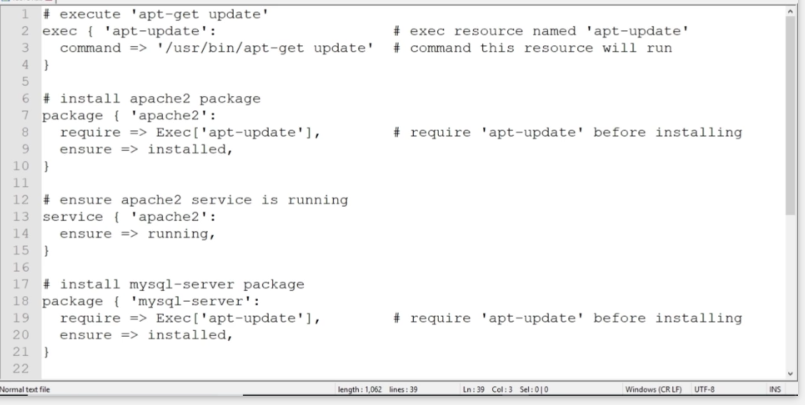 1 # execute 'apt-get update'
2 exec { 'apt-update': # exec resource named 'apt-update'
3 command => '/usr/bin/apt-get update' # command this resource will run
4 }
5
6 # install apache2 package
7 package { 'apache2':
8 require => Exec['apt-update'], # require 'apt-update' before installing
9 ensure => installed,
10 }
11
12 # ensure apache2 service is running
13 service { 'apache2':
14 ensure => running,
15 }
16
17 # install mysql-server package
18 package { 'mysql-server':
19 require => Exec['apt-update'], # require 'apt-update' before installing
20 ensure => installed,
21 }
22
Normal text file length : 1,062 lines : 39 Ln : 39 Col : 3 Sel : 0 | 0 Windows (CR LF) UTF-8 INS